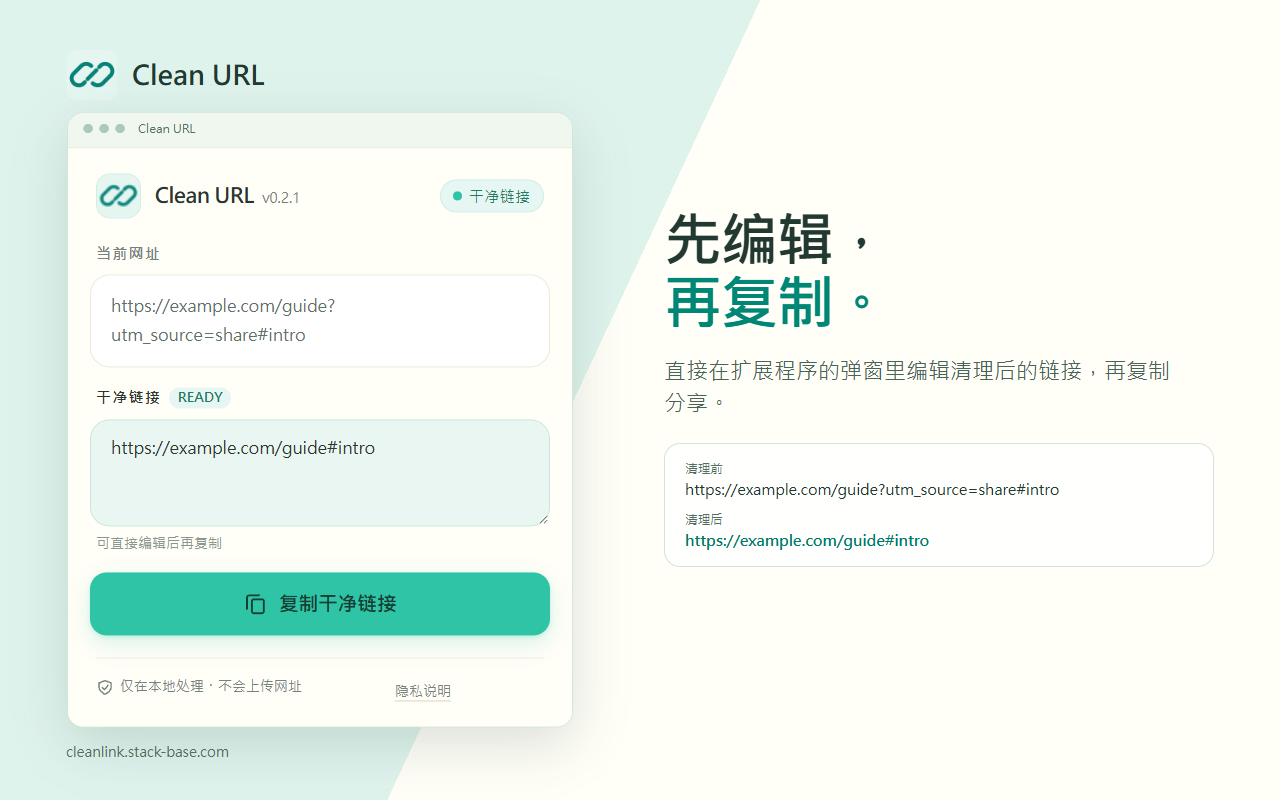 Clean URL
Clean URL
Clean URL v0.2.1
干净链接
当前网址
https://example.com/guide?
utm_source=share#intro
干净链接 READY
https://example.com/guide#intro
可直接编辑后再复制
复制干净链接
仅在本地处理·不会上传网址
隐私说明
cleanlink.stack-base.com
先编辑，
再复制。
直接在扩展程序的弹窗里编辑清理后的链接，再复制
分享。
清理前
https://example.com/guide?utm_source=share#intro
清理后
https://example.com/guide#intro